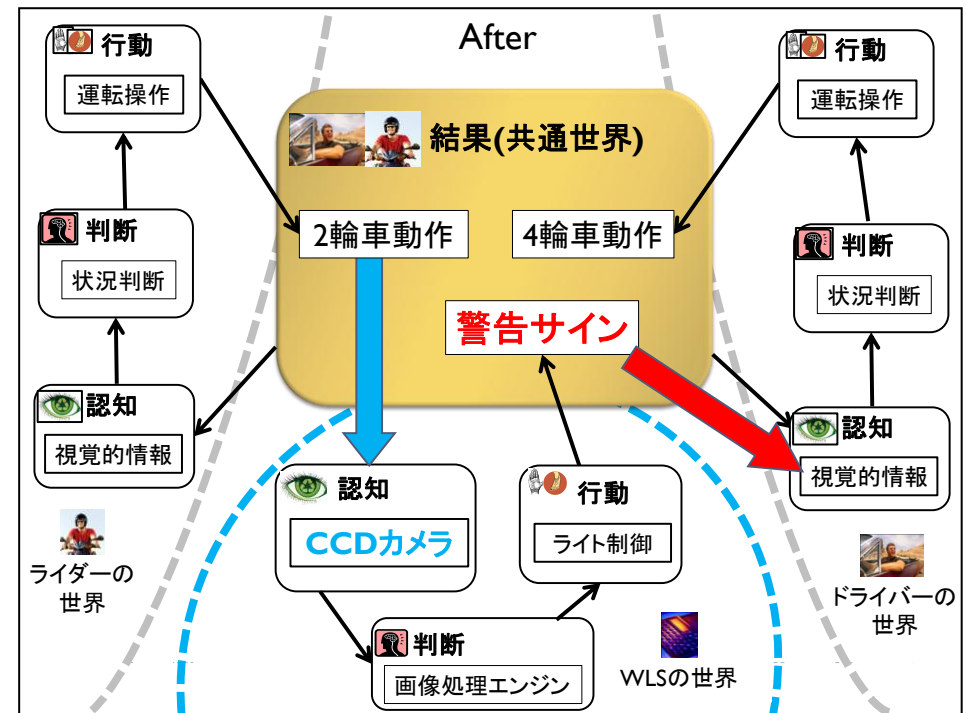 After
行動
運転操作
判断
状況判断
認知
視覚的情報
ライダーの
世界
結果(共通世界)
2輪車動作
4輪車動作
警告サイン
認知
CCDカメラ
判断
画像処理エンジン
行動
ライト制御
WLSの世界
行動
運転操作
判断
状況判断
認知
視覚的情報
ドライバーの
世界